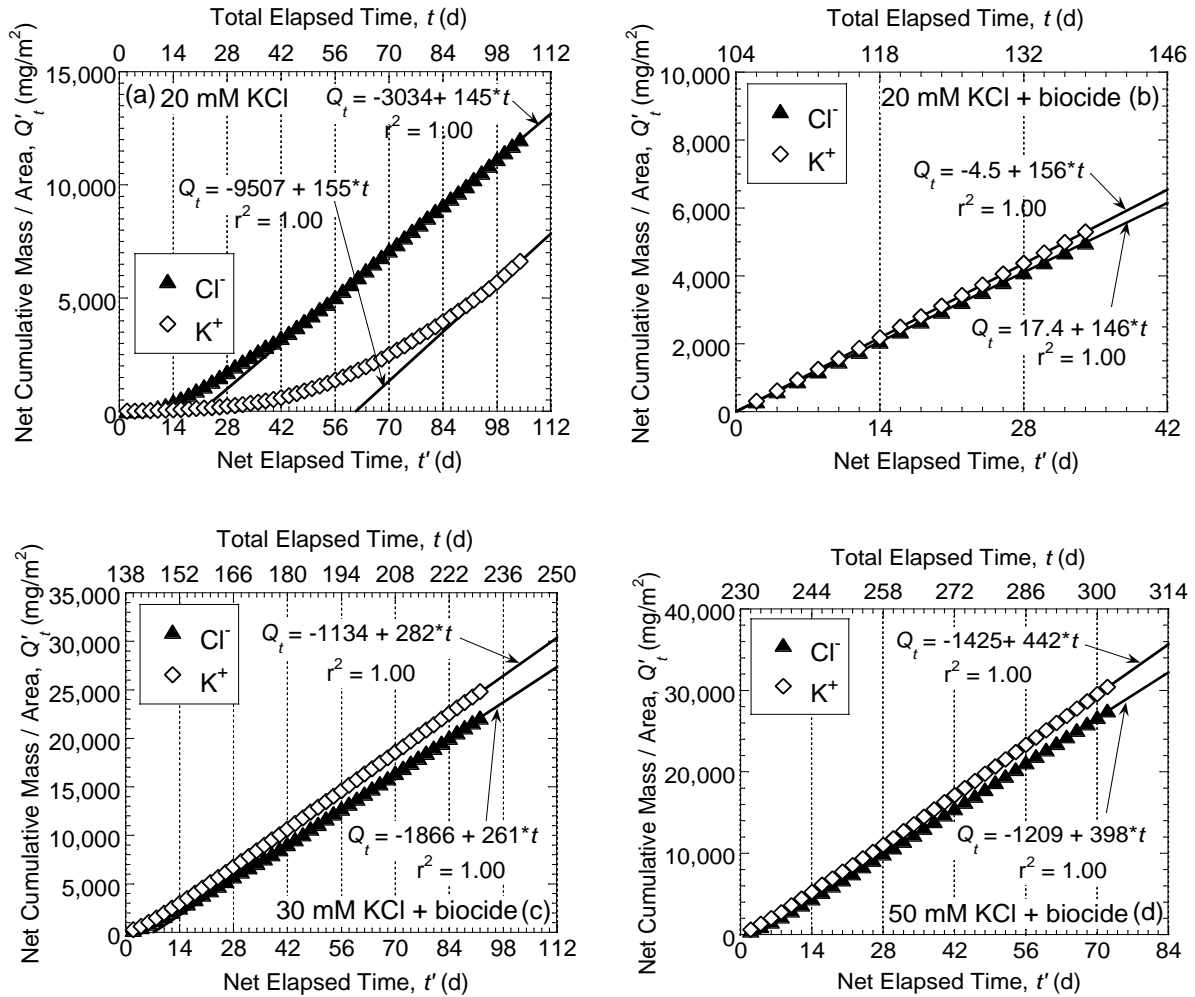 Total Elapsed Time, t (d)
0 14 28 42 56 70 84 98 112
15,000
10,000
5,000
0
Net Cumulative Mass / Area, Q′t (mg/m²)
(a) 20 mM KCl
Qt = -3034+ 145*t
r² = 1.00
Qt = -9507 + 155*t
r² = 1.00
Cl⁻
K⁺
0 14 28 42 56 70 84 98 112
Net Elapsed Time, t′ (d)
Total Elapsed Time, t (d)
104 118 132 146
10,000
8,000
6,000
4,000
2,000
0
Net Cumulative Mass / Area, Q′t (mg/m²)
20 mM KCl + biocide (b)
Cl⁻
K⁺
Qt = -4.5 + 156*t
r² = 1.00
Qt = 17.4 + 146*t
r² = 1.00
0 14 28 42
Net Elapsed Time, t′ (d)
Total Elapsed Time, t (d)
138 152 166 180 194 208 222 236 250
35,000
30,000
25,000
20,000
15,000
10,000
5,000
0
Net Cumulative Mass / Area, Q′t (mg/m²)
Cl⁻
K⁺
Qt = -1134 + 282*t
r² = 1.00
Qt = -1866 + 261*t
r² = 1.00
30 mM KCl + biocide (c)
0 14 28 42 56 70 84 98 112
Net Elapsed Time, t′ (d)
Total Elapsed Time, t (d)
230 244 258 272 286 300 314
40,000
30,000
20,000
10,000
0
Net Cumulative Mass / Area, Q′t (mg/m²)
Cl⁻
K⁺
Qt = -1425+ 442*t
r² = 1.00
Qt = -1209 + 398*t
r² = 1.00
50 mM KCl + biocide (d)
0 14 28 42 56 70 84
Net Elapsed Time, t′ (d)